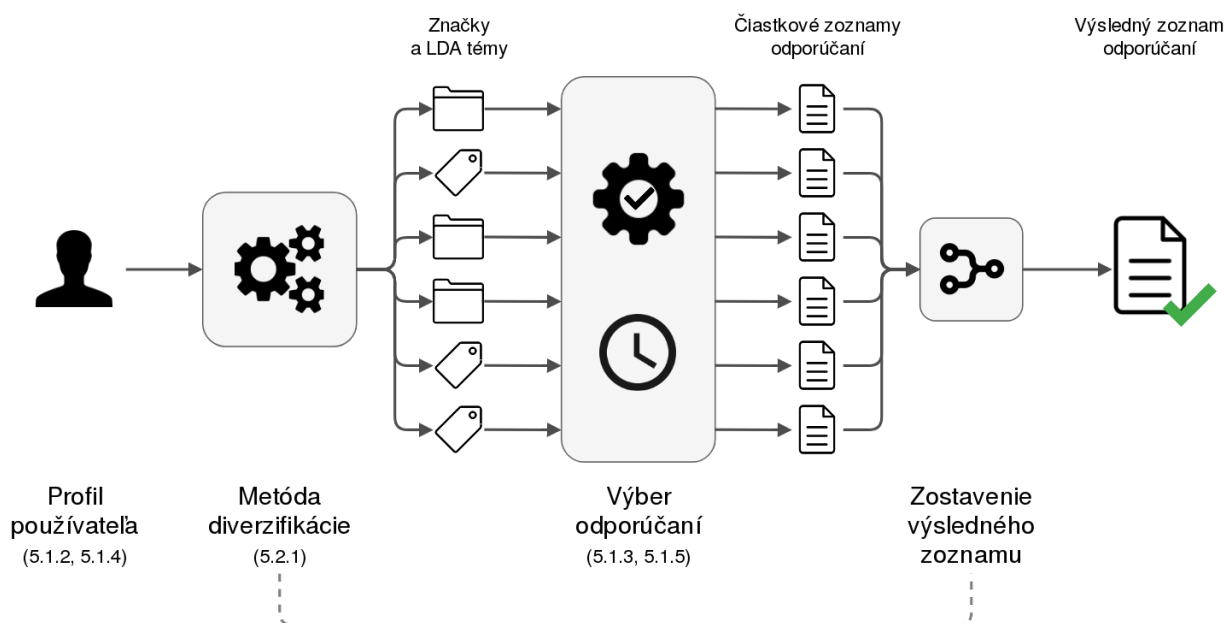 Značky
a LDA témy
Čiastkové zoznamy
odporúčaní
Výsledný zoznam
odporúčaní
Profil
používateľa
(5.1.2, 5.1.4)
Metóda
diverzifikácie
(5.2.1)
Výber
odporúčaní
(5.1.3, 5.1.5)
Zostavenie
výsledného
zoznamu